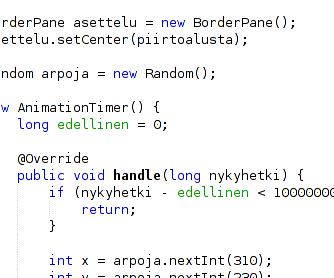 rderPane asettelu = new BorderPane();
ettelu.setCenter(piirtoalusta);
ndom arpoja = new Random();
w AnimationTimer() {
long edellinen = 0;
@Override
public void handle(long nykyhetki) {
if (nykyhetki - edellinen < 10000000
return;
}
int x = arpoja.nextInt(310);
int y = arpoja.nextInt(230);